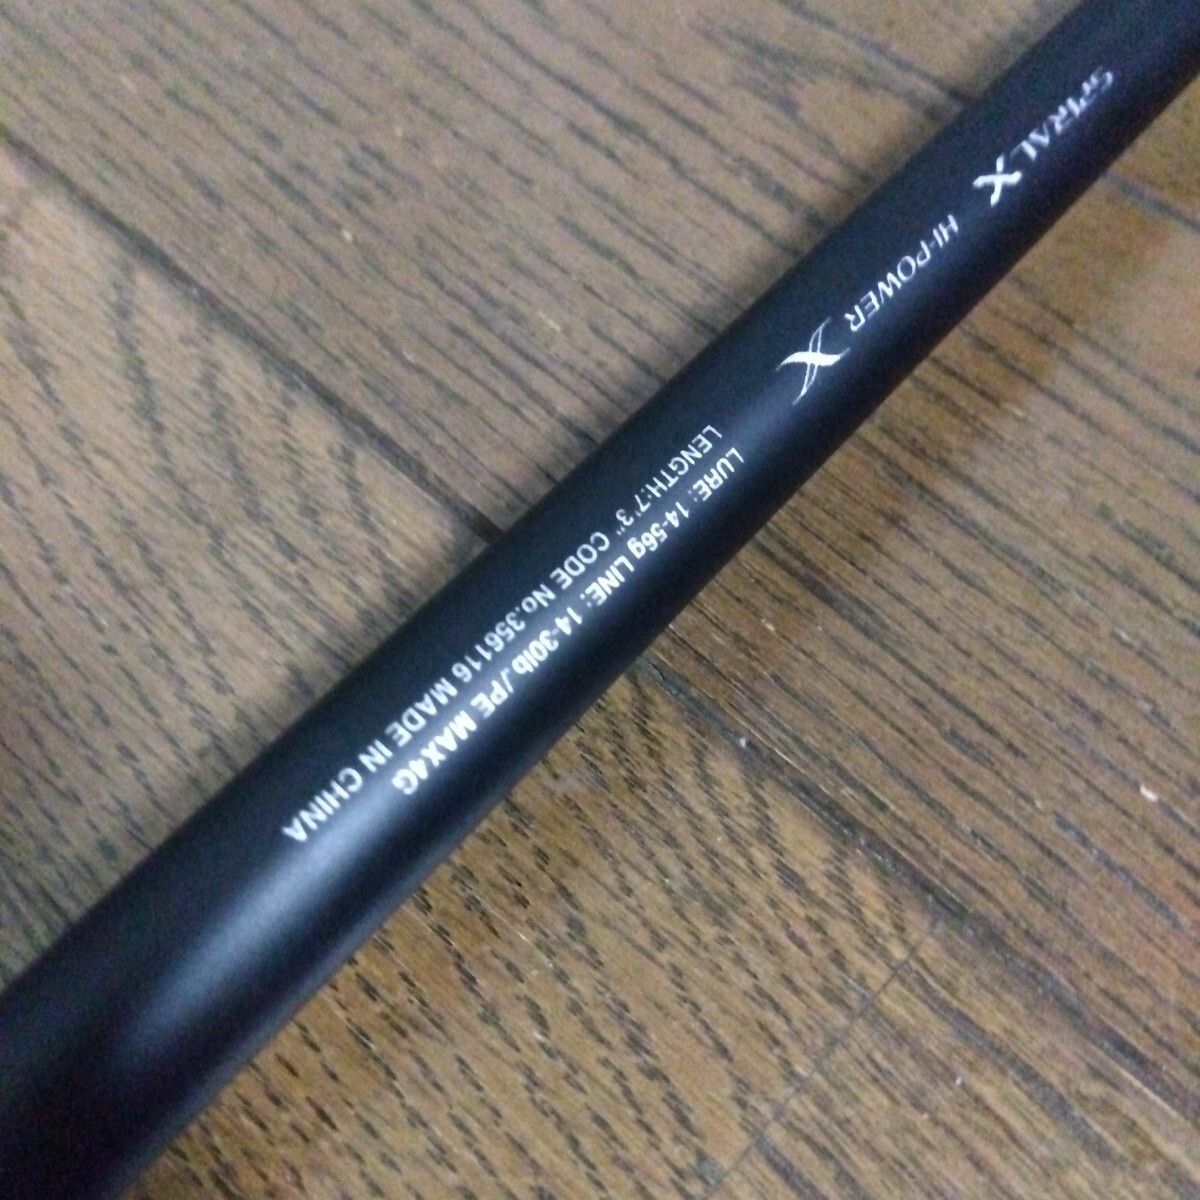 SPIRAL X HI-POWER X
LURE: 14-56g LINE: 14-30lb./PE MAX4G
LENGTH:7'3" CODE No.356116 MADE IN CHINA